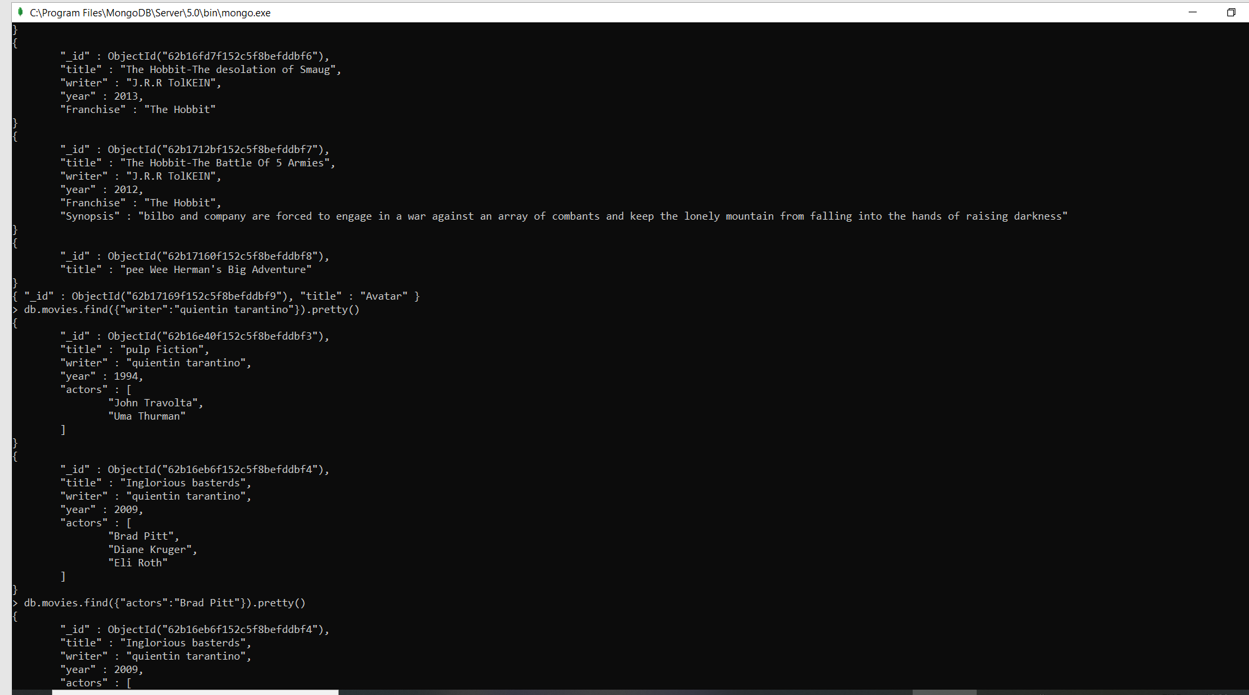 C:\Program Files\MongoDB\Server\5.0\bin\mongo.exe
}
{
"_id" : ObjectId("62b16fd7f152c5f8befddbf6"),
"title" : "The Hobbit-The desolation of Smaug",
"writer" : "J.R.R TolKEIN",
"year" : 2013,
"Franchise" : "The Hobbit"
}
{
"_id" : ObjectId("62b1712bf152c5f8befddbf7"),
"title" : "The Hobbit-The Battle Of 5 Armies",
"writer" : "J.R.R TolKEIN",
"year" : 2012,
"Franchise" : "The Hobbit",
"Synopsis" : "bilbo and company are forced to engage in a war against an array of combants and keep the lonely mountain from falling into the hands of raising darkness"
}
{
"_id" : ObjectId("62b17160f152c5f8befddbf8"),
"title" : "pee Wee Herman's Big Adventure"
}
{ "_id" : ObjectId("62b17169f152c5f8befddbf9"), "title" : "Avatar" }
> db.movies.find({"writer":"quientin tarantino"}).pretty()
{
"_id" : ObjectId("62b16e40f152c5f8befddbf3"),
"title" : "pulp Fiction",
"writer" : "quientin tarantino",
"year" : 1994,
"actors" : [
"John Travolta",
"Uma Thurman"
]
}
{
"_id" : ObjectId("62b16eb6f152c5f8befddbf4"),
"title" : "Inglorious basterds",
"writer" : "quientin tarantino",
"year" : 2009,
"actors" : [
"Brad Pitt",
"Diane Kruger",
"Eli Roth"
]
}
> db.movies.find({"actors":"Brad Pitt"}).pretty()
{
"_id" : ObjectId("62b16eb6f152c5f8befddbf4"),
"title" : "Inglorious basterds",
"writer" : "quientin tarantino",
"year" : 2009,
"actors" : [